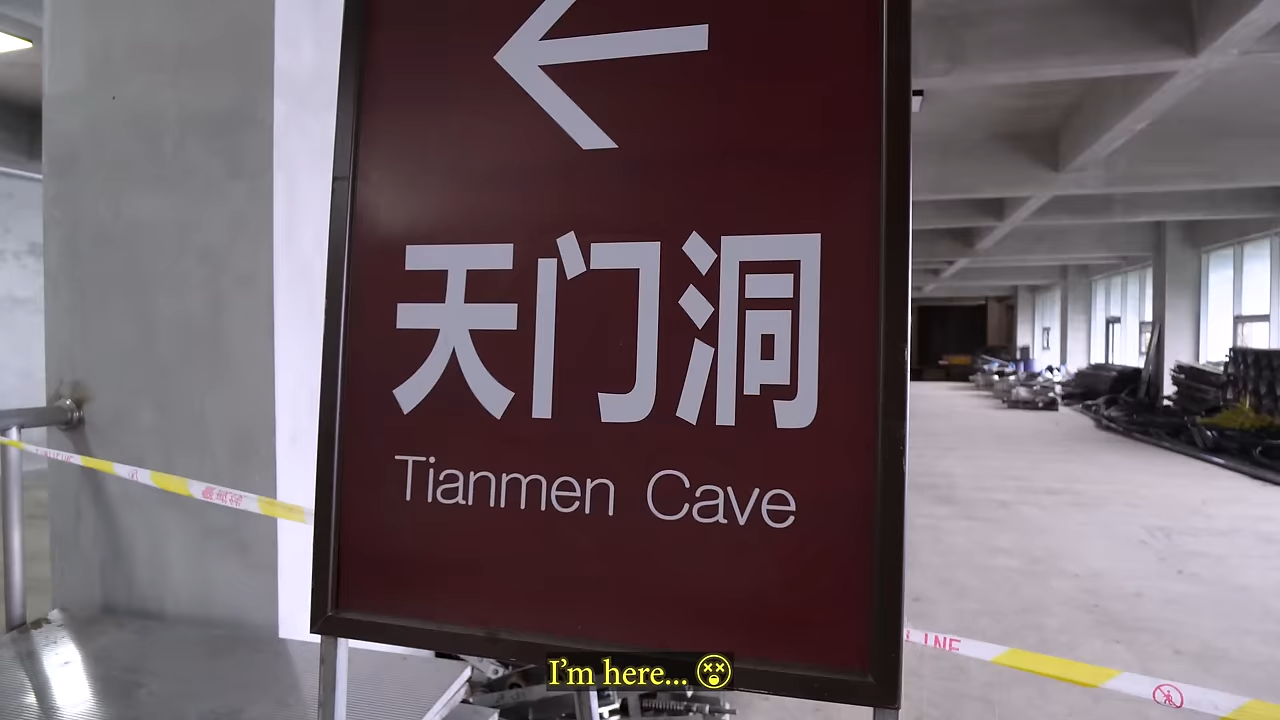 天门洞
Tianmen Cave
LINE
I'm here... 😵